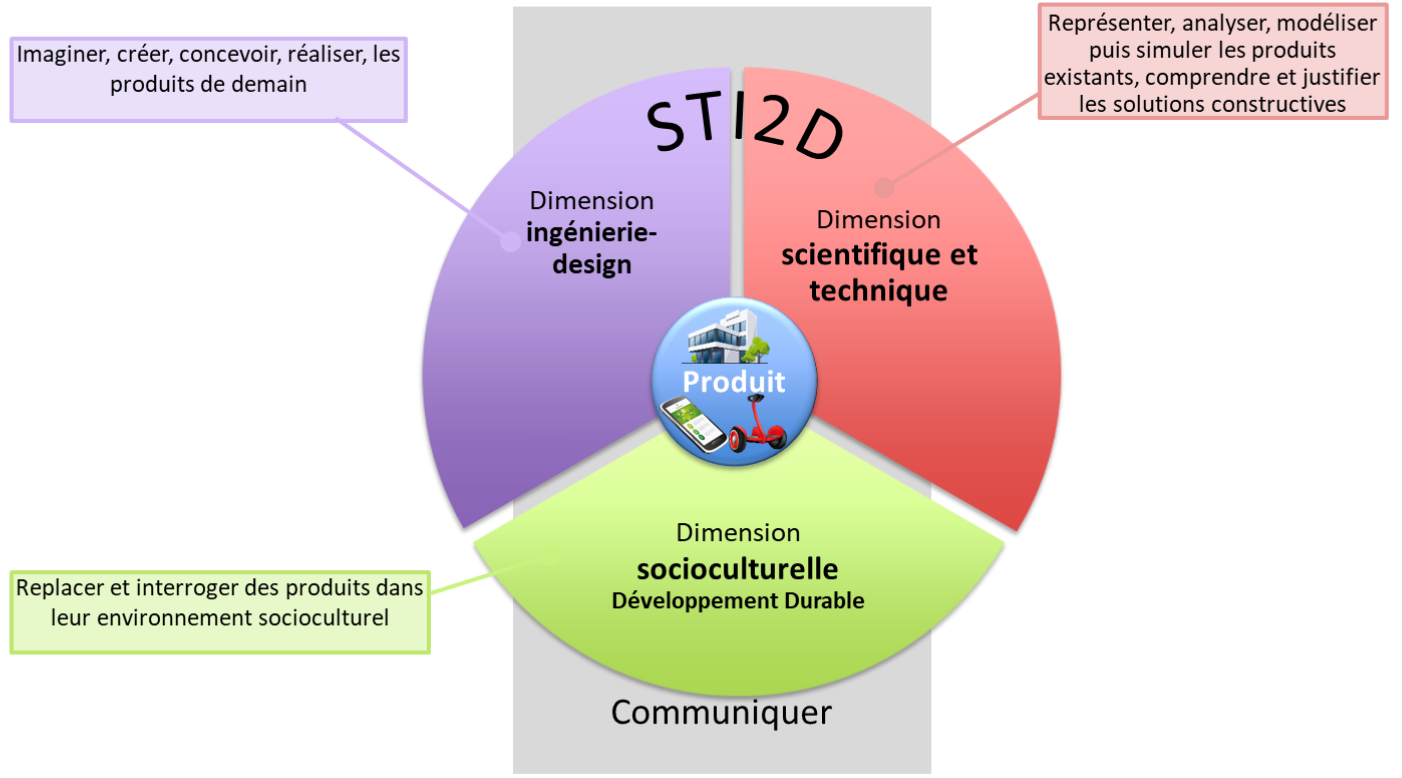 Imaginer, créer, concevoir, réaliser, les
produits de demain
Représenter, analyser, modéliser
puis simuler les produits
existants, comprendre et justifier
les solutions constructives
STI2D
Dimension
ingénierie-
design
Dimension
scientifique et
technique
Produit
Dimension
socioculturelle
Développement Durable
Replacer et interroger des produits dans
leur environnement socioculturel
Communiquer